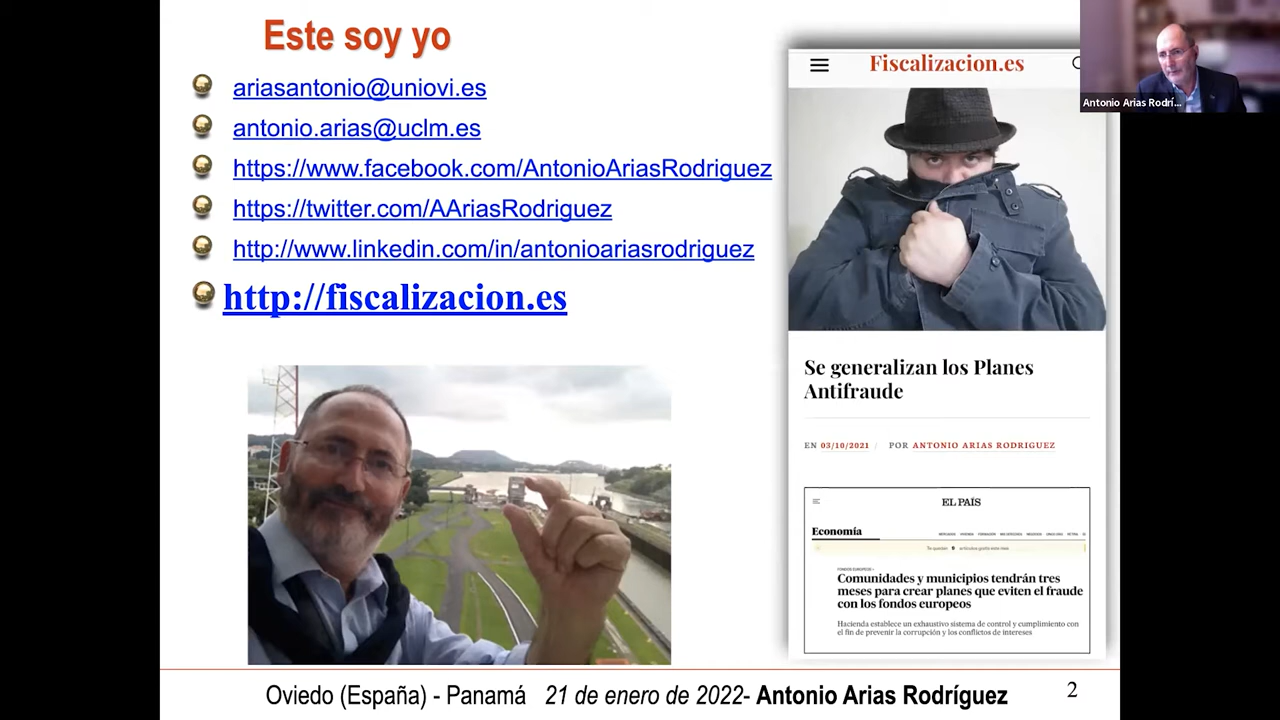 Este soy yo
ariasantonio@uniovi.es
antonio.arias@uclm.es
https://www.facebook.com/AntonioAriasRodriguez
https://twitter.com/AAriasRodriguez
http://www.linkedin.com/in/antonioariasrodriguez
http://fiscalizacion.es
Fiscalizacion.es
Antonio Arias Rodrí...
Se generalizan los Planes
Antifraude
EN 03/10/2021 / POR ANTONIO ARIAS RODRIGUEZ
EL PAÍS
Economía
FONDOS EUROPEOS
Comunidades y municipios tendrán tres
meses para crear planes que eviten el fraude
con los fondos europeos
Hacienda establece un exhaustivo sistema de control y cumplimiento con
el fin de prevenir la corrupción y los conflictos de intereses
Oviedo (España) - Panamá 21 de enero de 2022- Antonio Arias Rodríguez
2